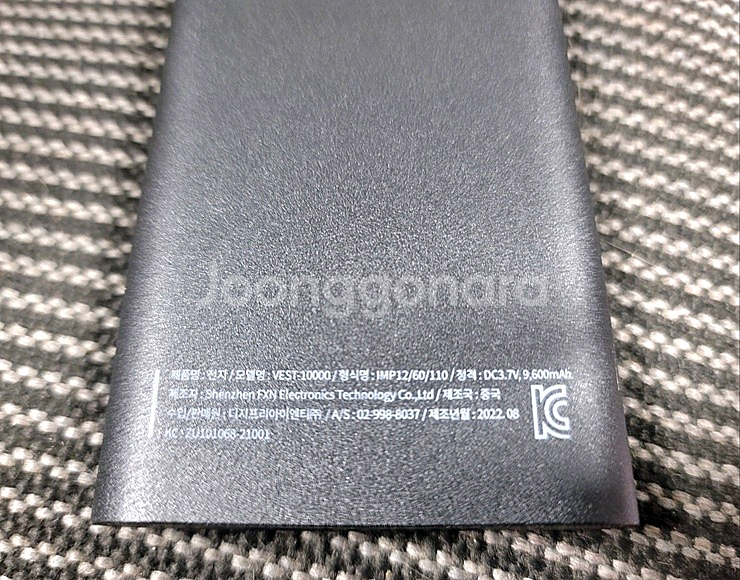 Joonggonara
제품명 : 전지 / 모델명 : VEST-10000 / 형식명 : IMP12/60/110 / 정격 : DC3.7V, 9,600mAh
제조자 : Shenzhen FXN Electronics Technology Co.,Ltd / 제조국 : 중국
수입/판매원 : 디지프리아이엔티㈜ / A/S : 02-998-8037 / 제조년월 : 2022. 08
KC : ZU101068-21001
KC